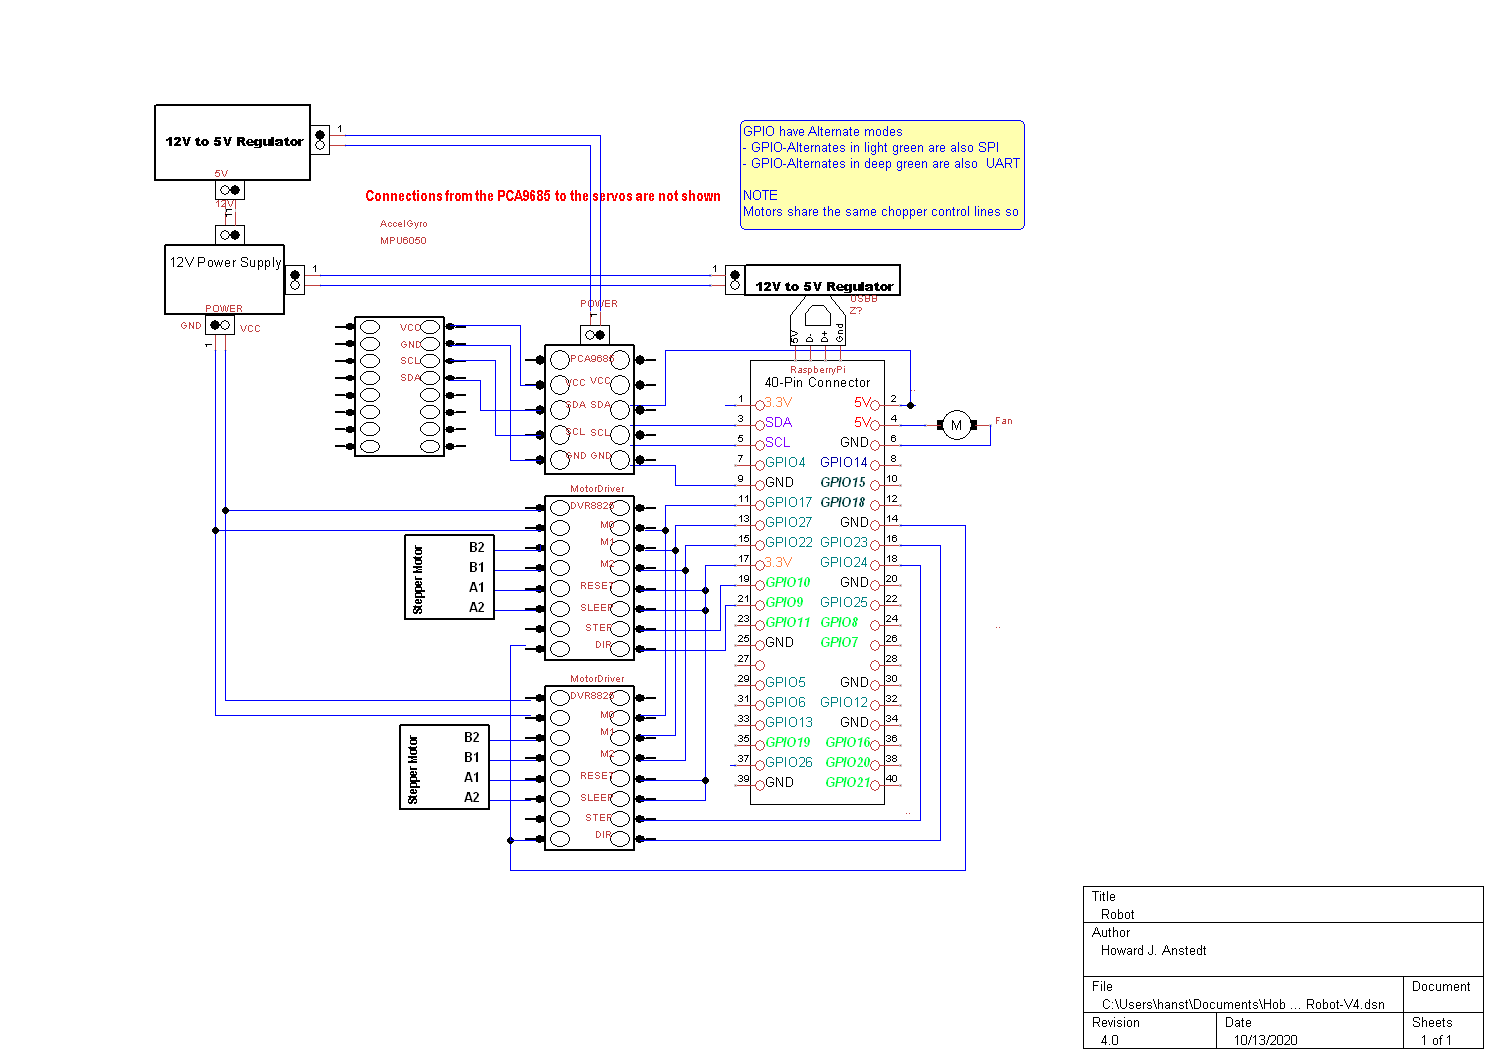 12V to 5V Regulator
1
5V
12V
1
12V Power Supply
1
POWER
GND
VCC
1
Connections from the PCA9685 to the servos are not shown
AccelGyro
MPU6050
GPIO have Alternate modes
- GPIO-Alternates in light green are also SPI
- GPIO-Alternates in deep green are also UART
NOTE
Motors share the same chopper control lines so
1
12V to 5V Regulator
USBB
Z?
5V
D-
D+
Gnd
POWER
1
VCC
GND
SCL
SDA
PCA9685
VCC VCC
SDA SDA
SCL SCL
GND GND
RaspberryPi
40-Pin Connector
1 3.3V 5V 2
3 SDA 5V 4
5 SCL GND 6
7 GPIO4 GPIO14 8
9 GND GPIO15 10
11 GPIO17 GPIO18 12
13 GPIO27 GND 14
15 GPIO22 GPIO23 16
17 3.3V GPIO24 18
19 GPIO10 GND 20
21 GPIO9 GPIO25 22
23 GPIO11 GPIO8 24
25 GND GPIO7 26
27 28
29 GPIO5 GND 30
31 GPIO6 GPIO12 32
33 GPIO13 GND 34
35 GPIO19 GPIO16 36
37 GPIO26 GPIO20 38
39 GND GPIO21 40
M
Fan
MotorDriver
DVR8825
M0
M1
M2
RESET
SLEEP
STEP
DIR
Stepper Motor
B2
B1
A1
A2
MotorDriver
DVR8825
M0
M1
M2
RESET
SLEEP
STEP
DIR
Stepper Motor
B2
B1
A1
A2
Title
Robot
Author
Howard J. Anstedt
File
C:\Users\hanst\Documents\Hob ... Robot-V4.dsn
Document
Revision
4.0
Date
10/13/2020
Sheets
1 of 1